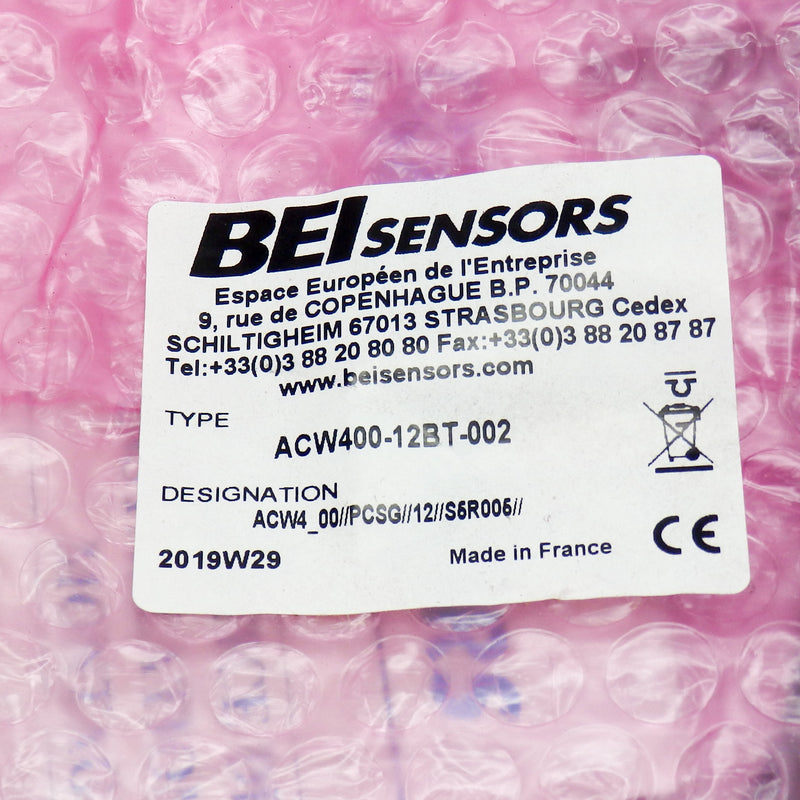 BEI SENSORS
Espace Européen de l'Entreprise
9, rue de COPENHAGUE B.P. 70044
SCHILTIGHEIM 67013 STRASBOURG Cedex
Tel:+33(0)3 88 20 80 80 Fax:+33(0)3 88 20 87 87
www.beisensors.com
TYPE
ACW400-12BT-002
DESIGNATION
ACW4_00//PCSG//12//S5R005//
2019W29
Made in France
CE